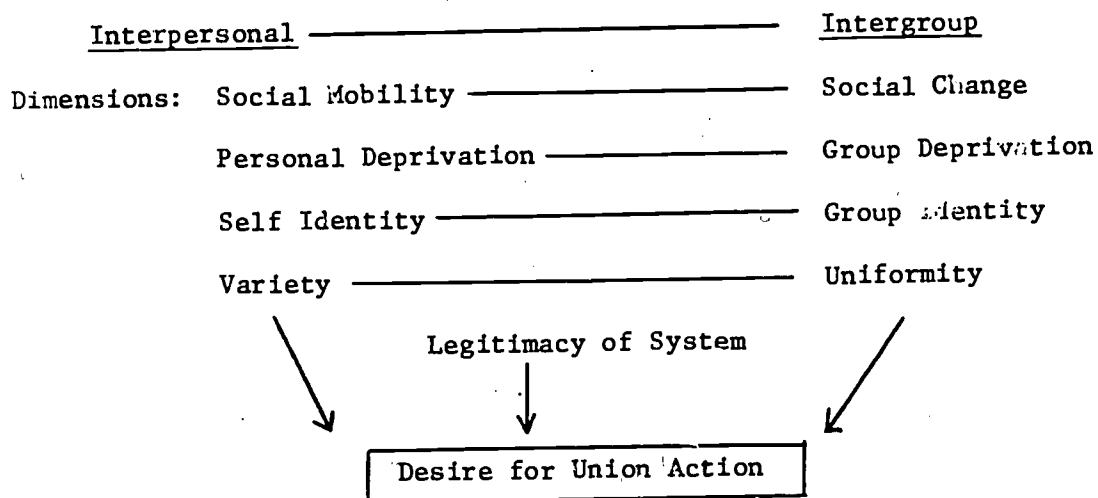 Interpersonal Intergroup
Dimensions: Social Mobility Social Change
Personal Deprivation Group Deprivation
Self Identity Group Identity
Variety Uniformity
Legitimacy of System
Desire for Union Action